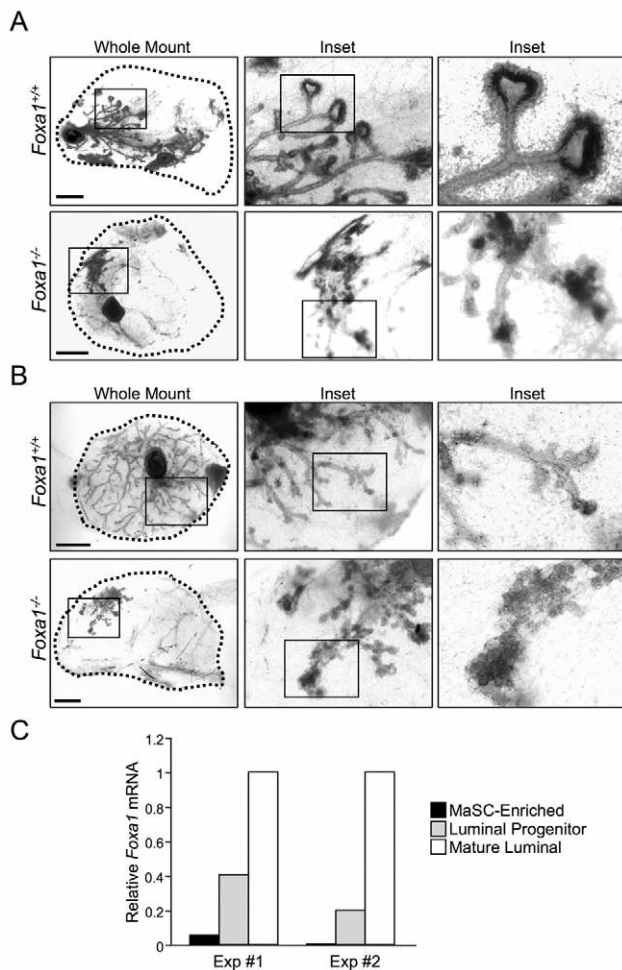 A
Whole Mount
Inset
Inset
Foxa1+/+
Foxa1-/-
B
Whole Mount
Inset
Inset
Foxa1+/+
Foxa1-/-
C
1.2
1
0.8
0.6
0.4
0.2
0
Relative Foxa1 mRNA
Exp #1
Exp #2
MaSC-Enriched
Luminal Progenitor
Mature Luminal